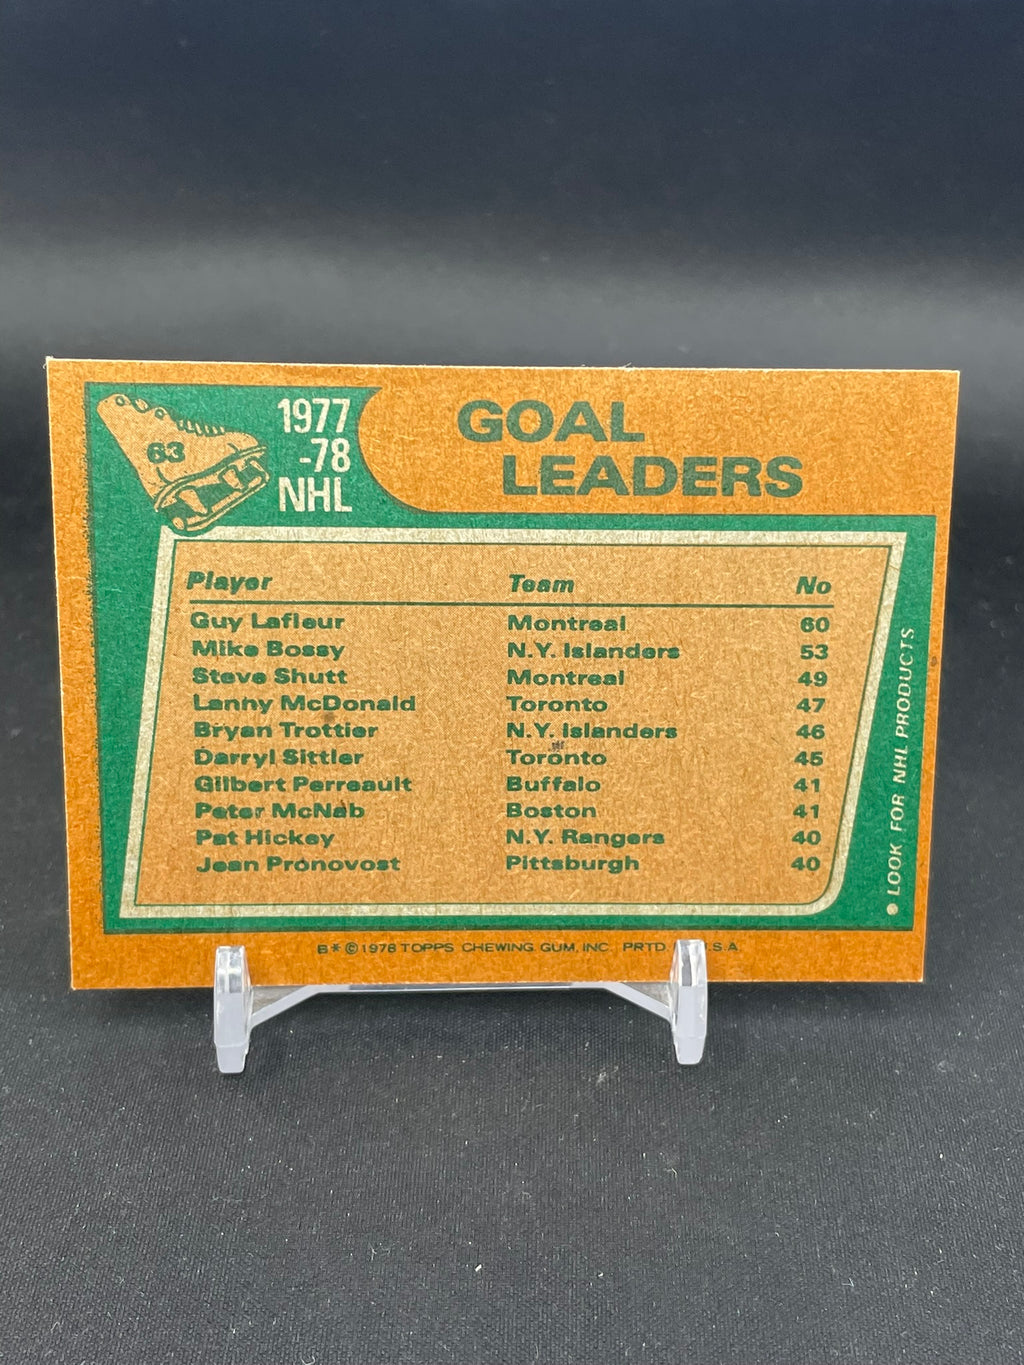 63
1977
-78
NHL
GOAL
LEADERS
Player Team No
Guy Lafleur Montreal 60
Mike Bossy N.Y. Islanders 53
Steve Shutt Montreal 49
Lanny McDonald Toronto 47
Bryan Trottier N.Y. Islanders 46
Darryl Sittler Toronto 45
Gilbert Perreault Buffalo 41
Peter McNab Boston 41
Pat Hickey N.Y. Rangers 40
Jean Pronovost Pittsburgh 40
LOOK FOR NHL PRODUCTS
B* © 1978 TOPPS CHEWING GUM, INC. PRTD. U.S.A.